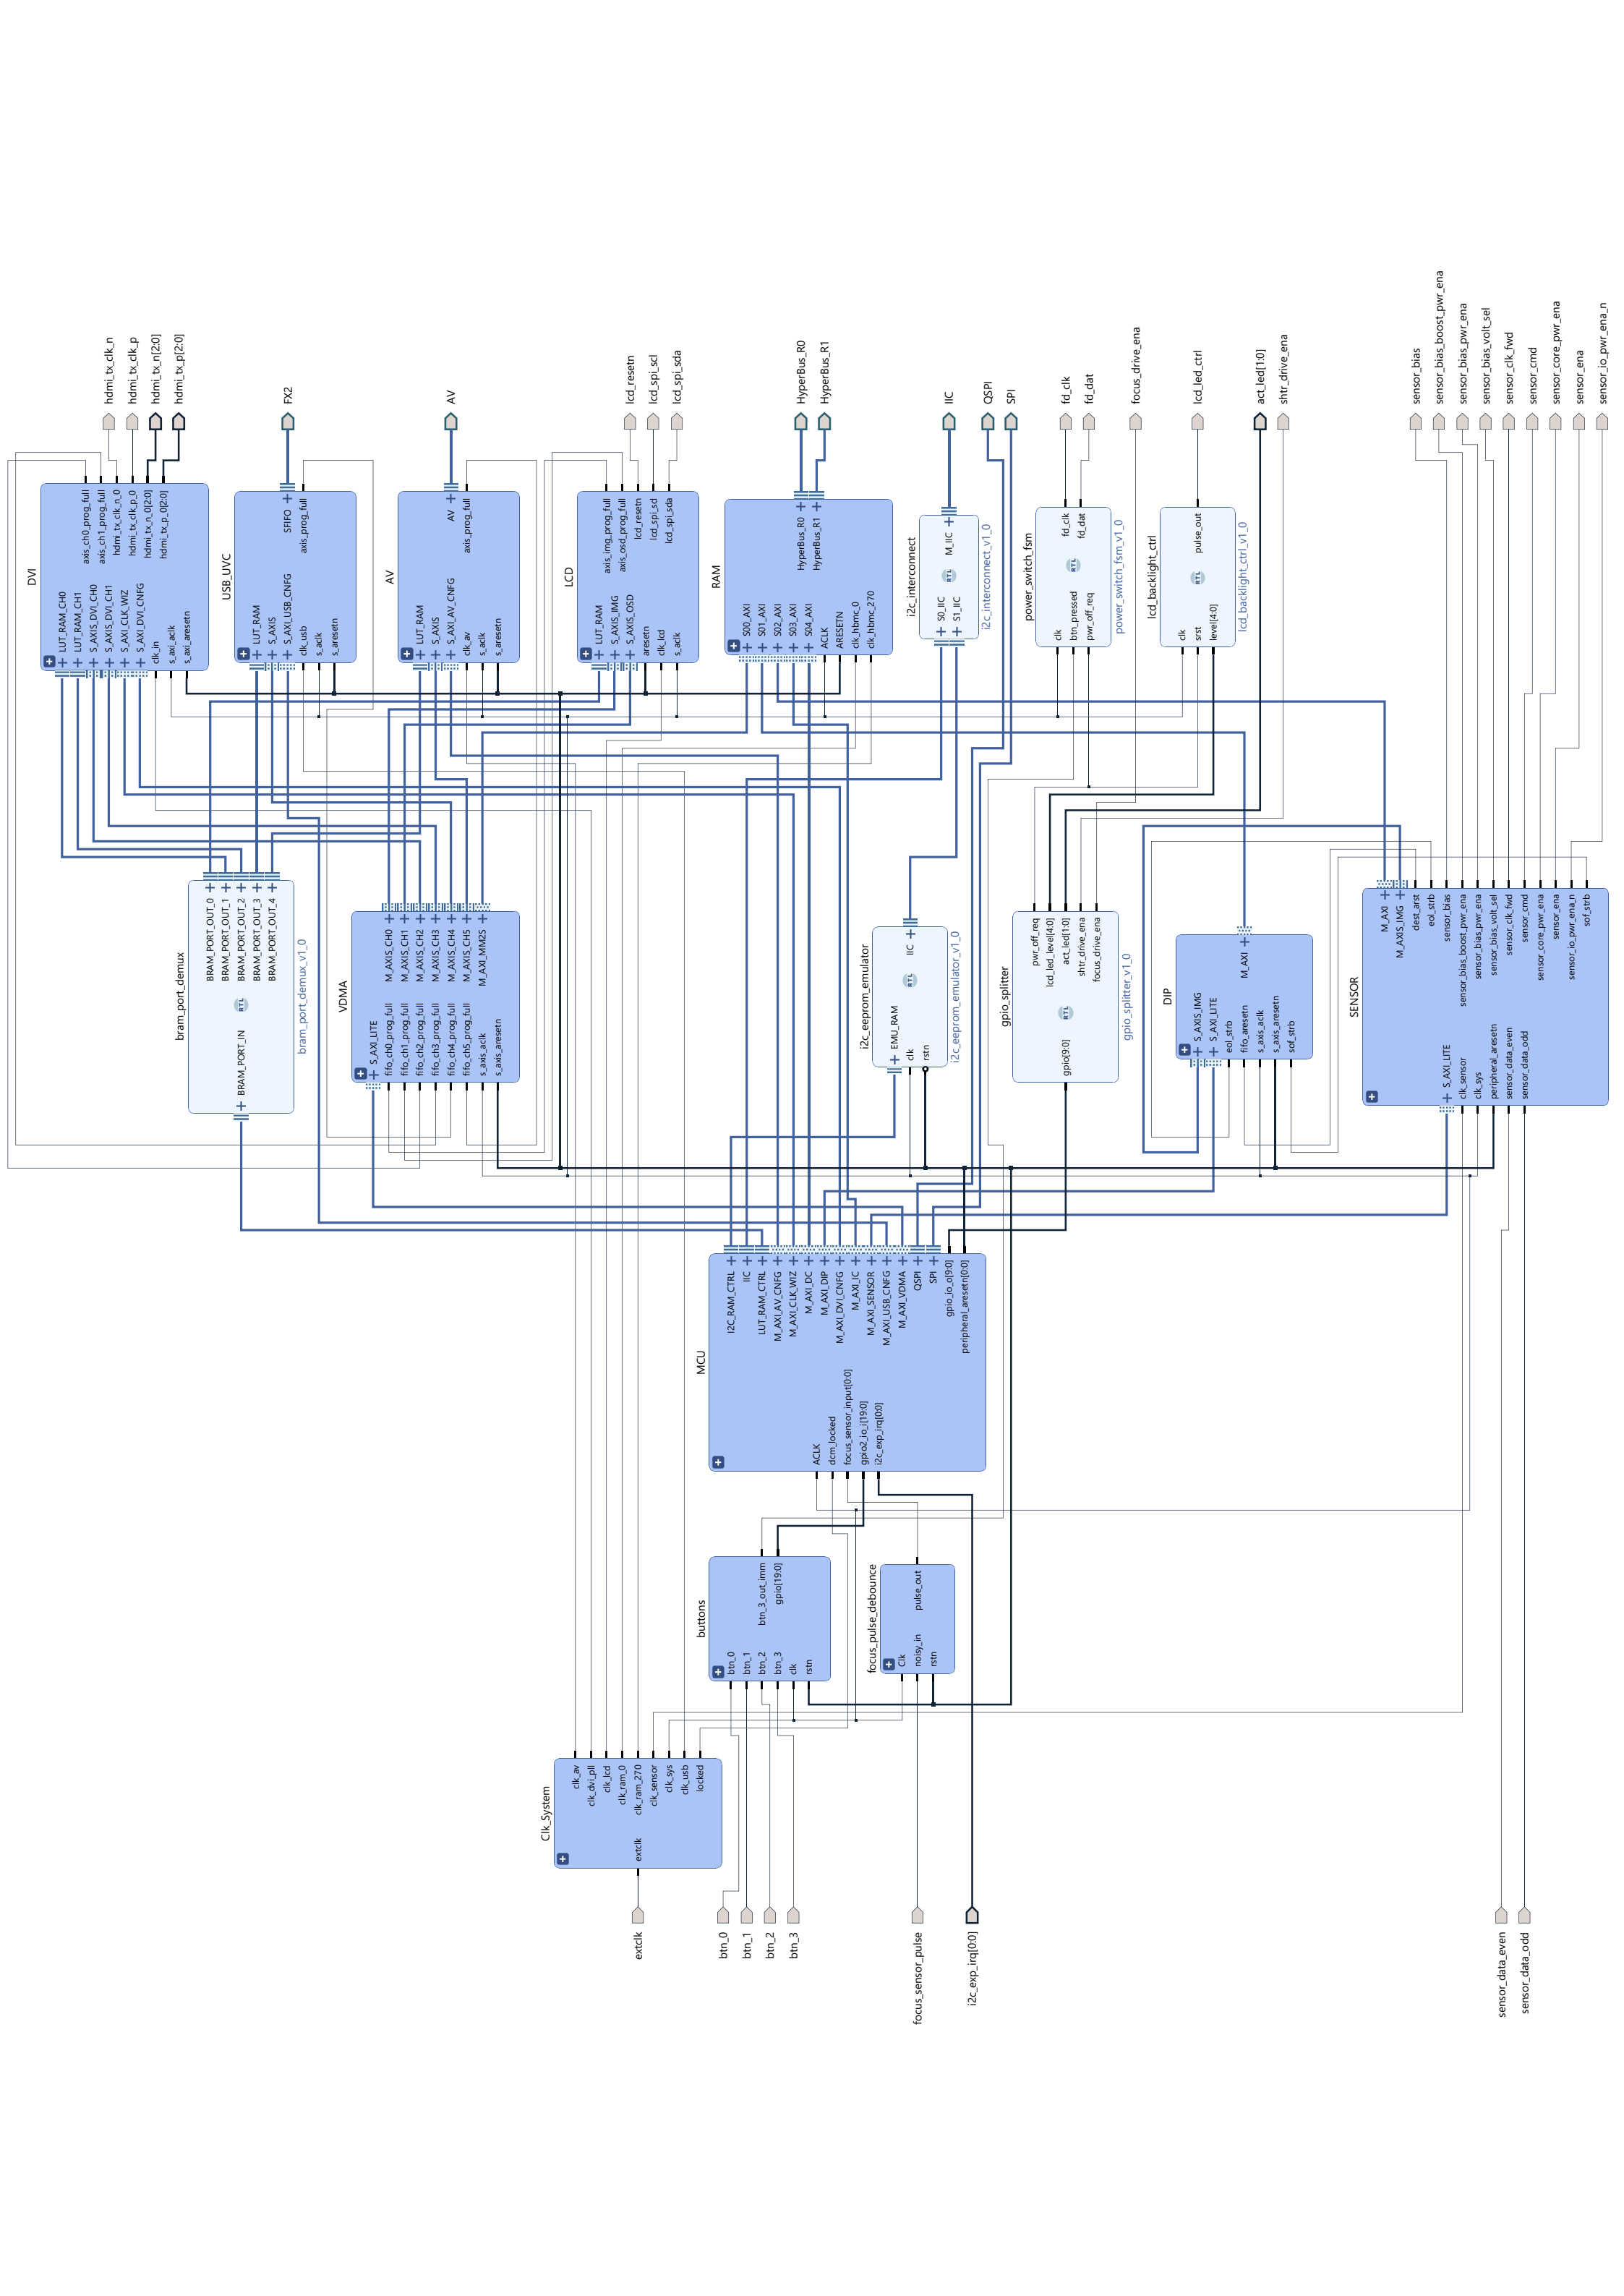 DVI
LUT_RAM_CH0
LUT_RAM_CH1
S_AXIS_DVI_CH0
S_AXIS_DVI_CH1
S_AXI_CLK_WIZ
S_AXI_DVI_CNFG
clk_in
s_axi_aclk
s_axi_aresetn
axis_ch0_prog_full
axis_ch1_prog_full
hdmi_tx_clk_n_0
hdmi_tx_clk_p_0
hdmi_tx_n_0[2:0]
hdmi_tx_p_0[2:0]
hdmi_tx_clk_n
hdmi_tx_clk_p
hdmi_tx_n[2:0]
hdmi_tx_p[2:0]
USB_UVC
LUT_RAM
S_AXIS
S_AXI_USB_CNFG
clk_usb
s_aclk
s_aresetn
SFIFO
axis_prog_full
FX2
AV
LUT_RAM
S_AXIS
S_AXI_AV_CNFG
clk_av
s_aclk
s_aresetn
AV
axis_prog_full
AV
LCD
LUT_RAM
S_AXIS_IMG
S_AXIS_OSD
aresetn
clk_lcd
s_aclk
axis_img_prog_full
axis_osd_prog_full
lcd_resetn
lcd_spi_sd
lcd_spi_sda
lcd_resetn
lcd_spi_scl
lcd_spi_sda
RAM
S00_AXI
S01_AXI
S02_AXI
S03_AXI
S04_AXI
ACLK
ARESETN
clk_hbmc_0
clk_hbmc_270
HyperBus_R0
HyperBus_R1
HyperBus_R0
HyperBus_R1
i2c_interconnect
S0_IIC
S1_IIC
RTL
M_IIC
i2c_interconnect_v1_0
IIC
QSPI
SPI
power_switch_fsm
clk
btn_pressed
pwr_off_req
RTL
fd_clk
fd_dat
power_switch_fsm_v1_0
fd_clk
fd_dat
focus_drive_ena
lcd_backlight_ctrl
clk
srst
level[4:0]
RTL
pulse_out
lcd_backlight_ctrl_v1_0
lcd_led_ctrl
act_led[1:0]
shtr_drive_ena
bram_port_demux
BRAM_PORT_IN
RTL
BRAM_PORT_OUT_0
BRAM_PORT_OUT_1
BRAM_PORT_OUT_2
BRAM_PORT_OUT_3
BRAM_PORT_OUT_4
bram_port_demux_v1_0
VDMA
S_AXI_LITE
fifo_ch0_prog_full
fifo_ch1_prog_full
fifo_ch2_prog_full
fifo_ch3_prog_full
fifo_ch4_prog_full
fifo_ch5_prog_full
s_axis_aclk
s_axis_aresetn
M_AXIS_CH0
M_AXIS_CH1
M_AXIS_CH2
M_AXIS_CH3
M_AXIS_CH4
M_AXIS_CH5
M_AXI_MM2S
i2c_eeprom_emulator
EMU_RAM
clk
rstn
RTL
IIC
i2c_eeprom_emulator_v1_0
gpio_splitter
gpio[9:0]
RTL
pwr_off_req
lcd_led_level[4:0]
act_led[1:0]
shtr_drive_ena
focus_drive_ena
gpio_splitter_v1_0
DIP
S_AXIS_IMG
S_AXI_LITE
eol_strb
fifo_aresetn
s_axis_aclk
s_axis_aresetn
sof_strb
M_AXI
SENSOR
S_AXI_LITE
clk_sensor
clk_sys
peripheral_aresetn
sensor_data_even
sensor_data_odd
M_AXI
M_AXIS_IMG
dest_arst
eol_strb
sensor_bias
sensor_bias_boost_pwr_ena
sensor_bias_pwr_ena
sensor_bias_volt_sel
sensor_clk_fwd
sensor_cmd
sensor_core_pwr_ena
sensor_ena
sensor_io_pwr_ena_n
sof_strb
sensor_bias
sensor_bias_boost_pwr_ena
sensor_bias_pwr_ena
sensor_bias_volt_sel
sensor_clk_fwd
sensor_cmd
sensor_core_pwr_ena
sensor_ena
sensor_io_pwr_ena_n
MCU
ACLK
dcm_locked
focus_sensor_input[0:0]
gpio2_io_i[19:0]
i2c_exp_irq[0:0]
I2C_RAM_CTRL
IIC
LUT_RAM_CTRL
M_AXI_AV_CNFG
M_AXI_CLK_WIZ
M_AXI_DC
M_AXI_DIP
M_AXI_DVI_CNFG
M_AXI_IC
M_AXI_SENSOR
M_AXI_USB_CNFG
M_AXI_VDMA
QSPI
SPI
gpio_io_o[9:0]
peripheral_aresetn[0:0]
buttons
btn_0
btn_1
btn_2
btn_3
clk
rstn
btn_3_out_imm
gpio[19:0]
focus_pulse_debounce
Clk
noisy_in
rstn
pulse_out
Clk_System
extclk
clk_av
clk_dvi_pll
clk_lcd
clk_ram_0
clk_ram_270
clk_sensor
clk_sys
clk_usb
locked
extclk
btn_0
btn_1
btn_2
btn_3
focus_sensor_pulse
i2c_exp_irq[0:0]
sensor_data_even
sensor_data_odd